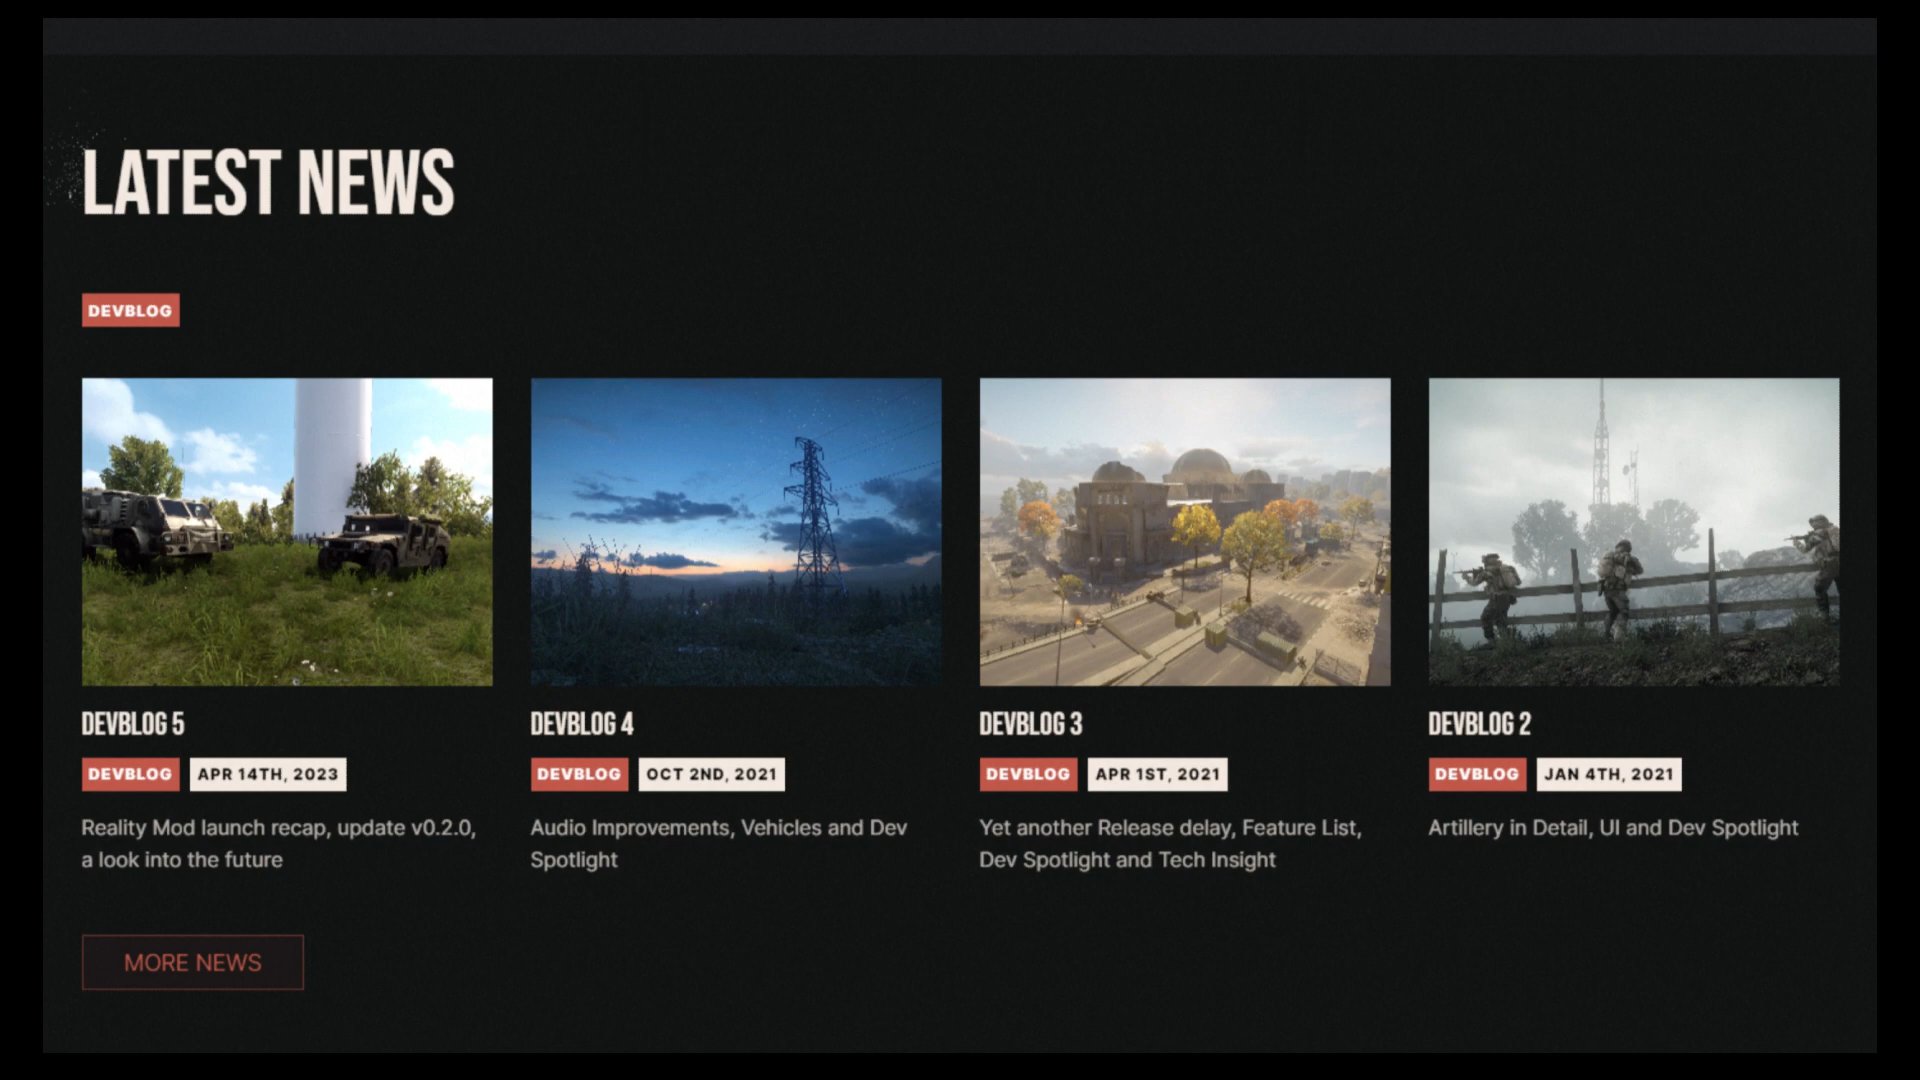 LATEST NEWS
DEVBLOG
DEVBLOG 5
DEVBLOG APR 14TH, 2023
Reality Mod launch recap, update v0.2.0,
a look into the future
DEVBLOG 4
DEVBLOG OCT 2ND, 2021
Audio Improvements, Vehicles and Dev
Spotlight
DEVBLOG 3
DEVBLOG APR 1ST, 2021
Yet another Release delay, Feature List,
Dev Spotlight and Tech Insight
DEVBLOG 2
DEVBLOG JAN 4TH, 2021
Artillery in Detail, UI and Dev Spotlight
MORE NEWS